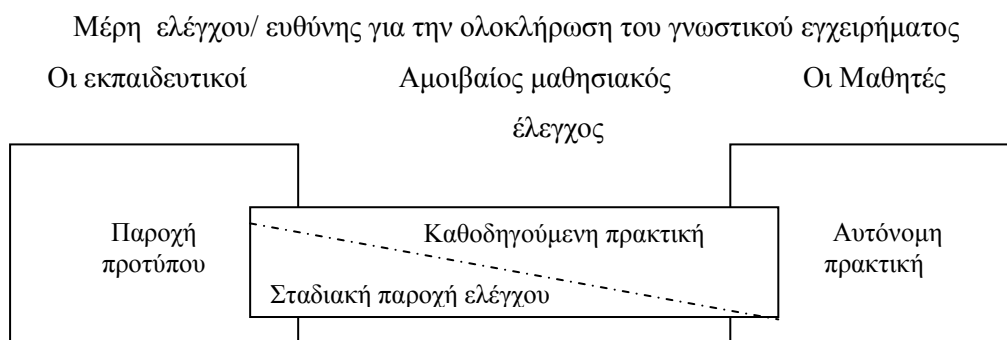 Μέρη ελέγχου/ ευθύνης για την ολοκλήρωση του γνωστικού εγχειρήματος
Οι εκπαιδευτικοί Αμοιβαίος μαθησιακός Οι Μαθητές
έλεγχος
Παροχή
προτύπου
Καθοδηγούμενη πρακτική
Σταδιακή παροχή ελέγχου
Αυτόνομη
πρακτική